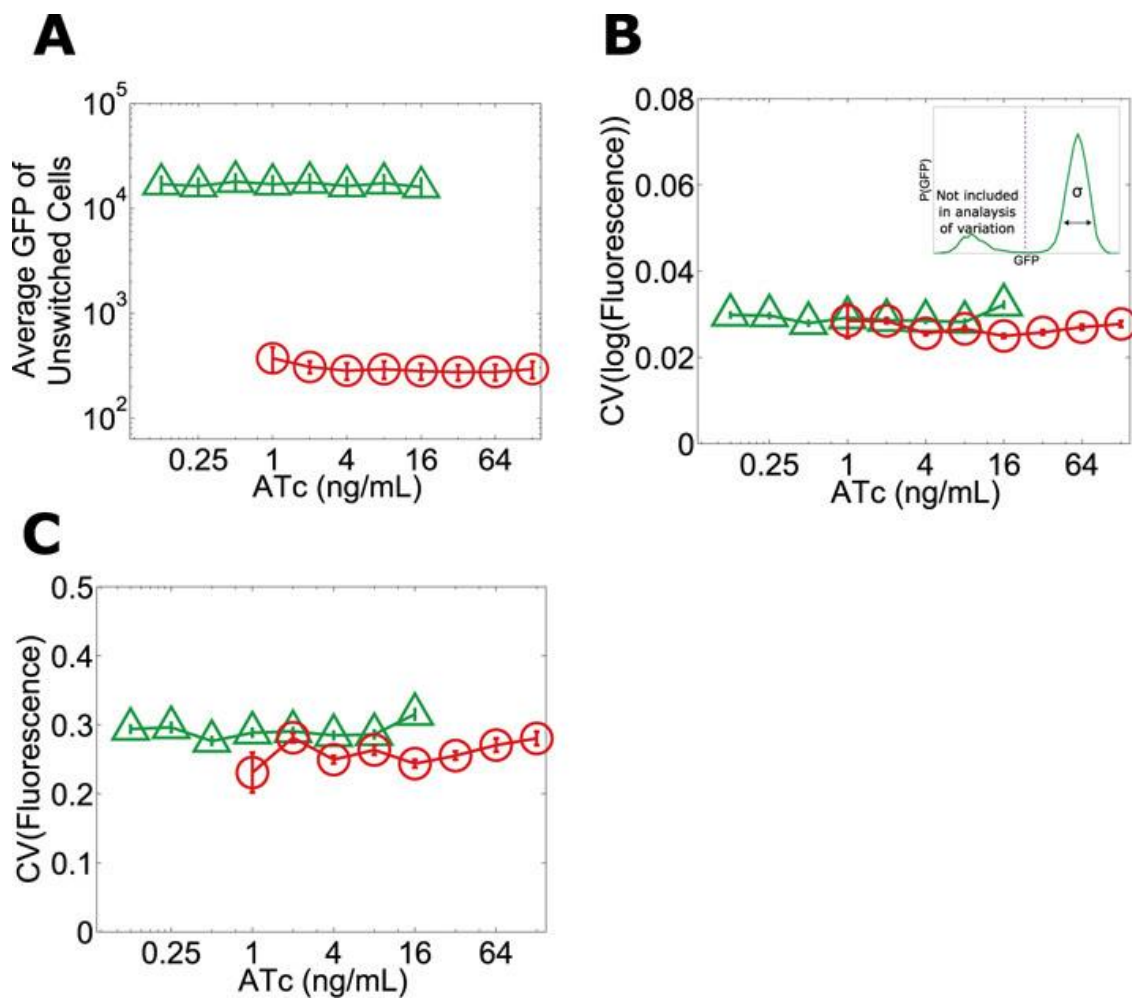 A
Average GFP of
Unswitched Cells
10^5
10^4
10^3
10^2
0.25 1 4 16 64
ATc (ng/mL)
B
CV(log(Fluorescence))
0.08
0.06
0.04
0.02
0
P(GFP)
Not included
in analaysis
of variation
σ
GFP
0.25 1 4 16 64
ATc (ng/mL)
C
CV(Fluorescence)
0.5
0.4
0.3
0.2
0.1
0
0.25 1 4 16 64
ATc (ng/mL)